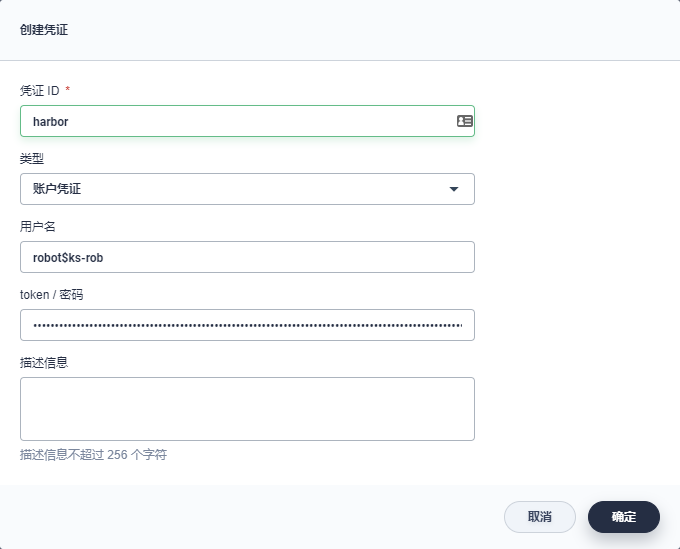 创建凭证
凭证 ID *
harbor
类型
账户凭证
用户名
robot$ks-rob
token / 密码
描述信息
描述信息不超过 256 个字符
取消
确定